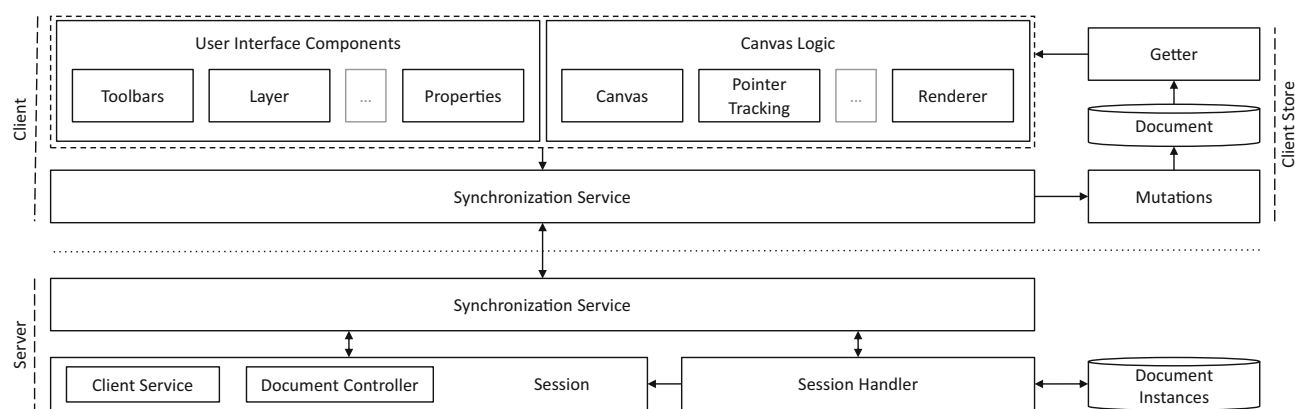 User Interface Components
Canvas Logic
Getter
Toolbars
Layer
...
Properties
Canvas
Pointer
Tracking
...
Renderer
Document
Client
Client Store
Synchronization Service
Mutations
Synchronization Service
Server
Client Service
Document Controller
Session
Session Handler
Document
Instances